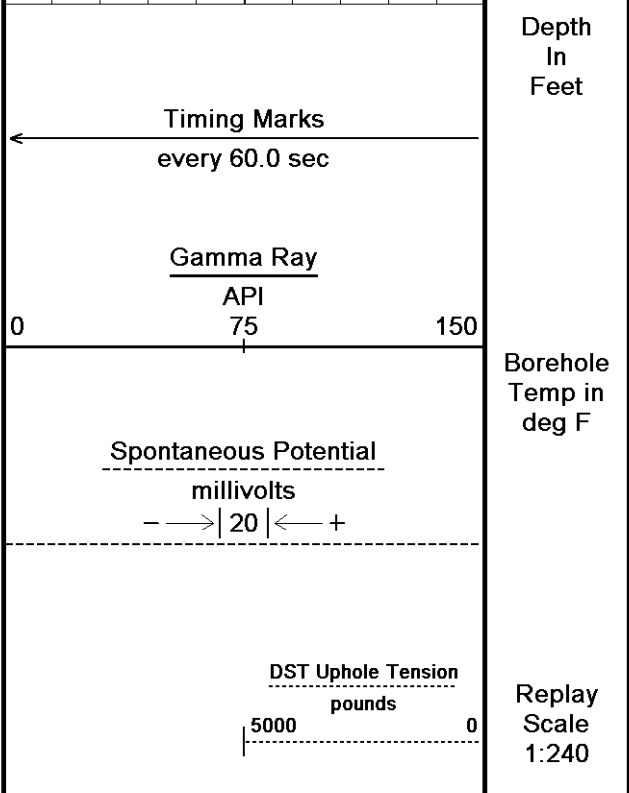 Timing Marks
every 60.0 sec
Gamma Ray
API
0 75 150
Spontaneous Potential
millivolts
− 20 +
DST Uphole Tension
pounds
5000 0
Depth
In
Feet
Borehole
Temp in
deg F
Replay
Scale
1:240